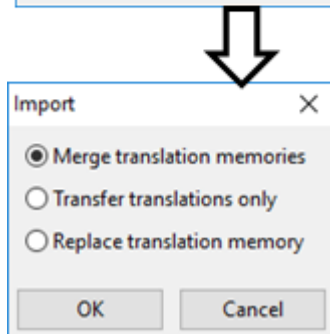 Import
Merge translation memories
Transfer translations only
Replace translation memory
OK Cancel